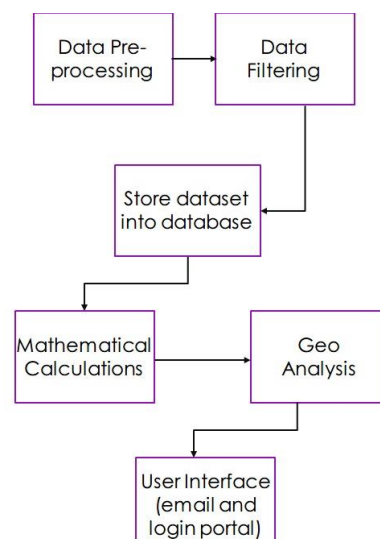 Data Pre-
processing
Data
Filtering
Store dataset
into database
Mathematical
Calculations
Geo
Analysis
User Interface
(email and
login portal)